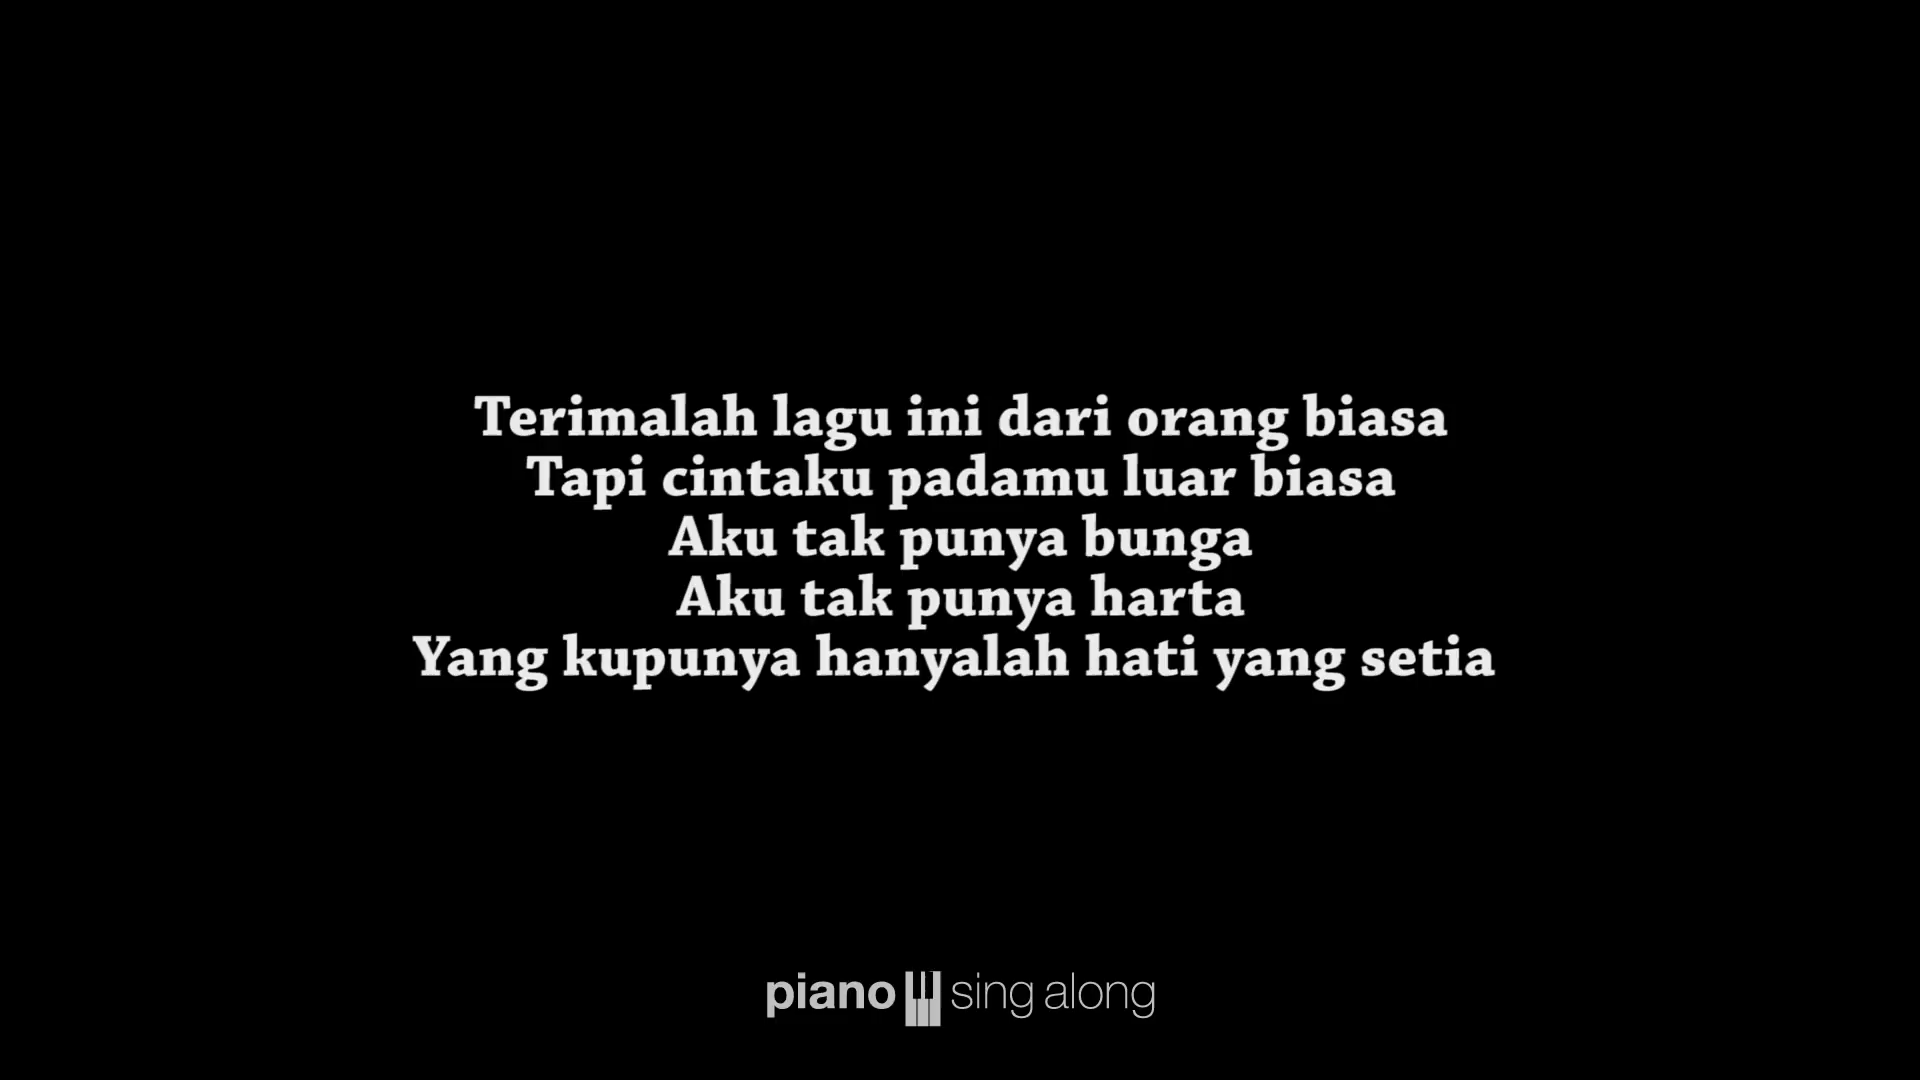 Terimalah lagu ini dari orang biasa
Tapi cintaku padamu luar biasa
Aku tak punya bunga
Aku tak punya harta
Yang kupunya hanyalah hati yang setia
piano sing along